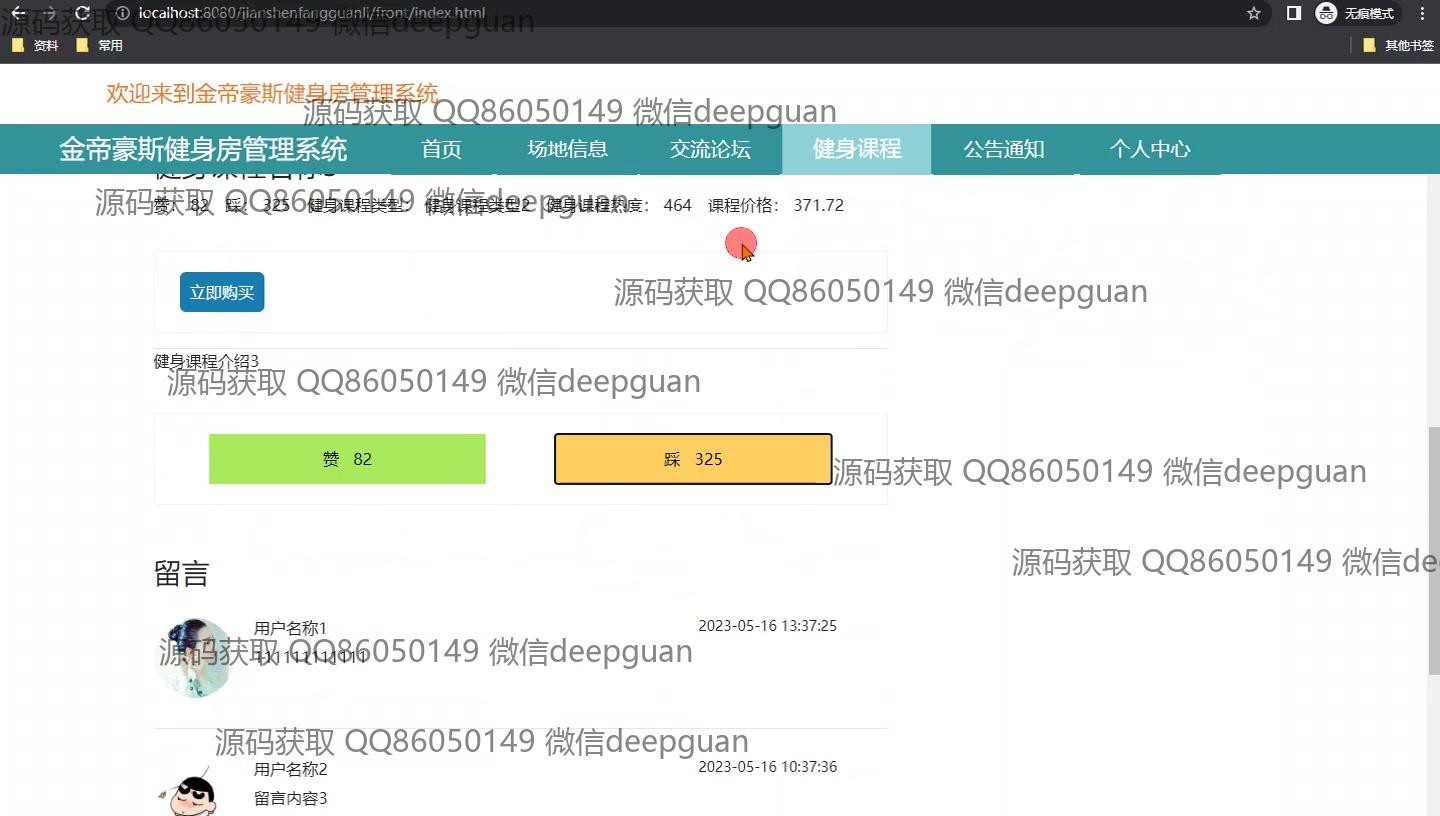 localhost:8080/jianshenfangguanli/front/index.html
无痕模式
源码获取 QQ86050149 微信deepguan
资料 常用 其他书签
欢迎来到金帝豪斯健身房管理系统
源码获取 QQ86050149 微信deepguan
金帝豪斯健身房管理系统 首页 场地信息 交流论坛 健身课程 公告通知 个人中心
健身课程名称3
源码获取 QQ86050149 微信deepguan
赞: 82 踩: 325 健身课程类型: 健身课程类型2 健身课程热度: 464 课程价格: 371.72
立即购买
源码获取 QQ86050149 微信deepguan
健身课程介绍3
源码获取 QQ86050149 微信deepguan
赞 82 踩 325
源码获取 QQ86050149 微信deepguan
源码获取 QQ86050149 微信dee
留言
用户名称1 2023-05-16 13:37:25
源码获取 QQ86050149 微信deepguan
源码获取 QQ86050149 微信deepguan
用户名称2 2023-05-16 10:37:36
留言内容3